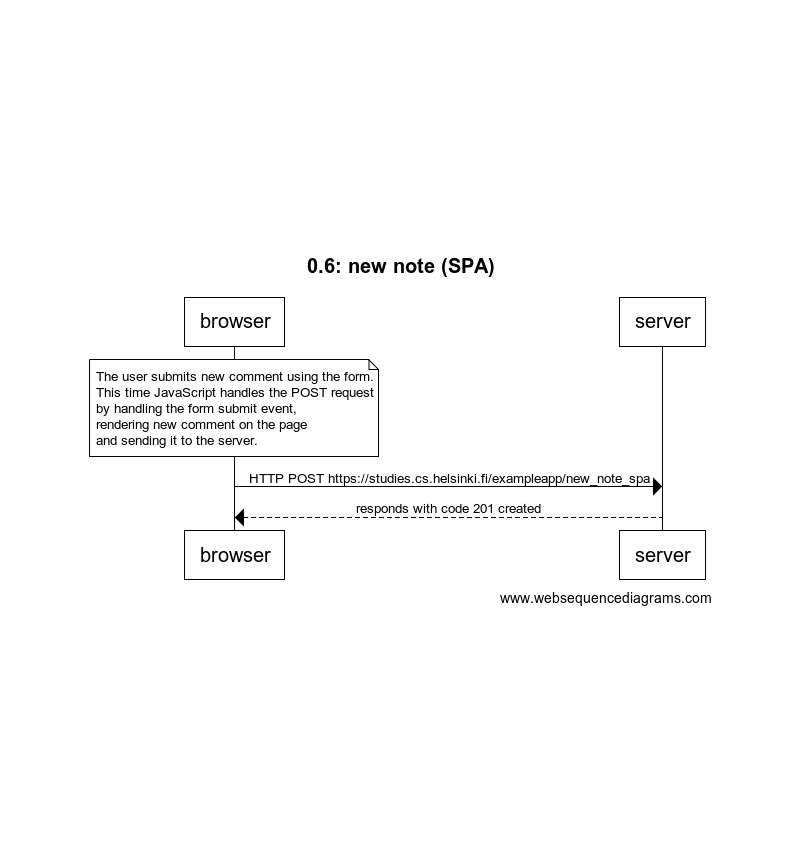 0.6: new note (SPA)
browser
server
The user submits new comment using the form.
This time JavaScript handles the POST request
by handling the form submit event,
rendering new comment on the page
and sending it to the server.
HTTP POST https://studies.cs.helsinki.fi/exampleapp/new_note_spa
responds with code 201 created
browser
server
www.websequencediagrams.com